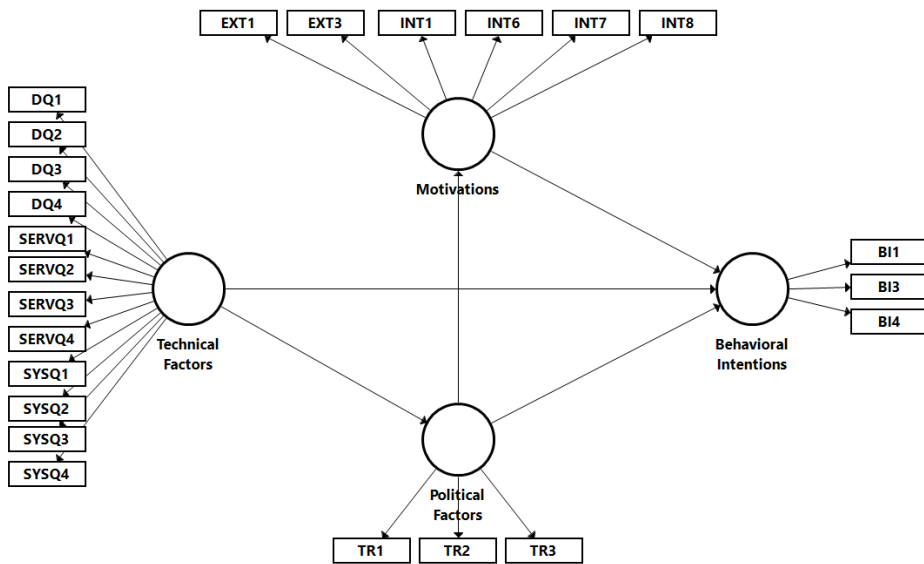 EXT1
EXT3
INT1
INT6
INT7
INT8
Motivations
DQ1
DQ2
DQ3
DQ4
SERVQ1
SERVQ2
SERVQ3
SERVQ4
SYSQ1
SYSQ2
SYSQ3
SYSQ4
Technical
Factors
BI1
BI3
BI4
Behavioral
Intentions
Political
Factors
TR1
TR2
TR3